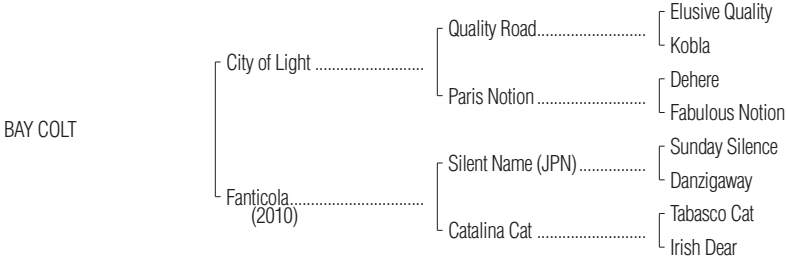 Elusive Quality
Quality Road..........................
Kobla
City of Light ..........................
Dehere
Paris Notion ..........................
Fabulous Notion
BAY COLT
Sunday Silence
Silent Name (JPN)................
Danzigaway
Fanticola................................
(2010)
Tabasco Cat
Catalina Cat ..........................
Irish Dear